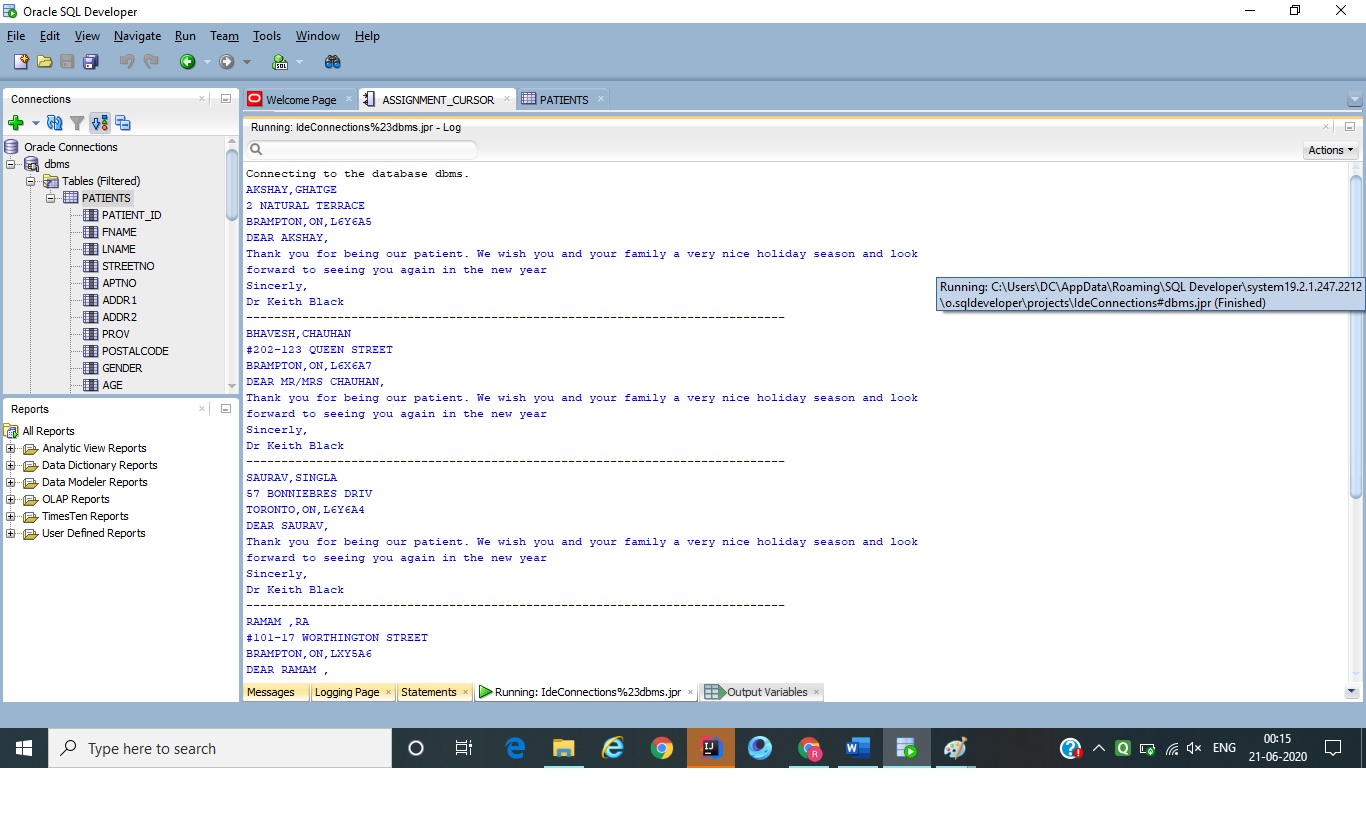 Oracle SQL Developer
File Edit View Navigate Run Team Tools Window Help
Connections
Oracle Connections
dbms
Tables (Filtered)
PATIENTS
PATIENT_ID
FNAME
LNAME
STREETNO
APTNO
ADDR1
ADDR2
PROV
POSTALCODE
GENDER
AGE
Reports
All Reports
Analytic View Reports
Data Dictionary Reports
Data Modeler Reports
OLAP Reports
TimesTen Reports
User Defined Reports
Welcome Page ASSIGNMENT_CURSOR PATIENTS
Running: IdeConnections%23dbms.jpr - Log
Actions
Connecting to the database dbms.
AKSHAY,GHATGE
2 NATURAL TERRACE
BRAMPTON,ON,L6Y6A5
DEAR AKSHAY,
Thank you for being our patient. We wish you and your family a very nice holiday season and look
forward to seeing you again in the new year
Sincerly,
Dr Keith Black
-----------------------------------------------------------------------------
BHAVESH,CHAUHAN
#202-123 QUEEN STREET
BRAMPTON,ON,L6X6A7
DEAR MR/MRS CHAUHAN,
Thank you for being our patient. We wish you and your family a very nice holiday season and look
forward to seeing you again in the new year
Sincerly,
Dr Keith Black
-----------------------------------------------------------------------------
SAURAV,SINGLA
57 BONNIEBRES DRIV
TORONTO,ON,L6Y6A4
DEAR SAURAV,
Thank you for being our patient. We wish you and your family a very nice holiday season and look
forward to seeing you again in the new year
Sincerly,
Dr Keith Black
-----------------------------------------------------------------------------
RAMAM ,RA
#101-17 WORTHINGTON STREET
BRAMPTON,ON,LXY5A6
DEAR RAMAM ,
Running: C:\Users\DC\AppData\Roaming\SQL Developer\system19.2.1.247.2212
\o.sqldeveloper\projects\IdeConnections#dbms.jpr (Finished)
Messages Logging Page Statements Running: IdeConnections%23dbms.jpr Output Variables
Type here to search
ENG
00:15
21-06-2020